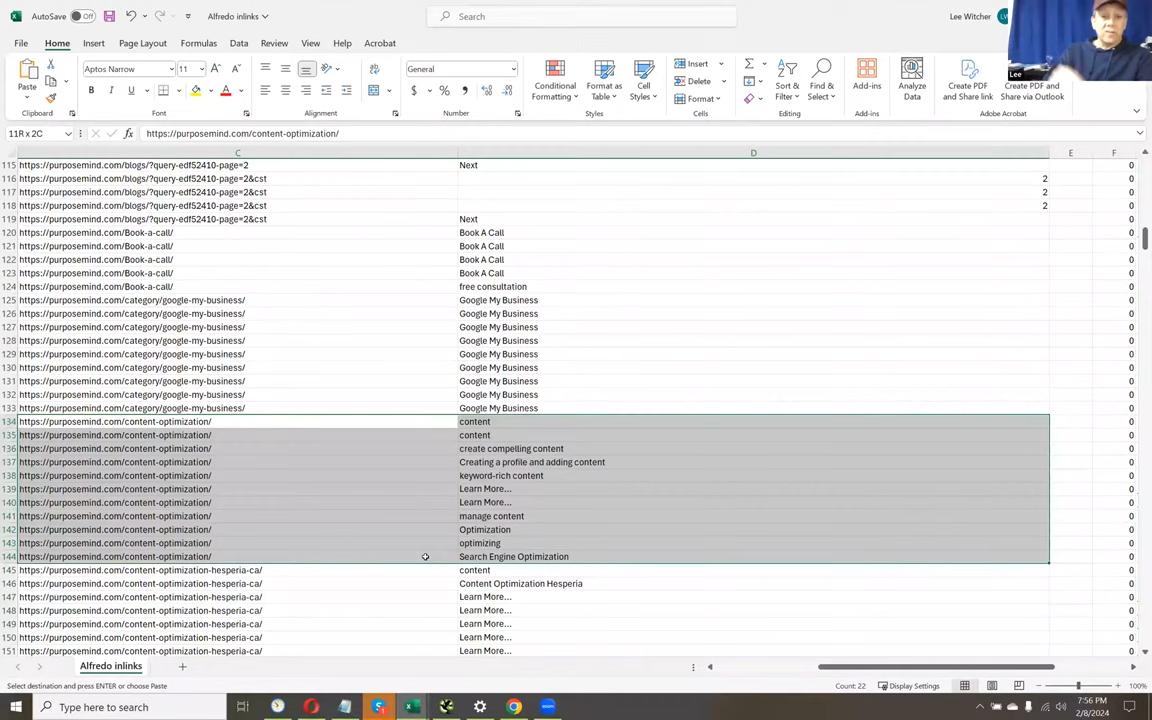 AutoSave Off Alfredo inlinks Search Lee Witcher LW
File Home Insert Page Layout Formulas Data Review View Help Acrobat
Paste Aptos Narrow 11 General Conditional Formatting Format as Table Cell Styles Insert Delete Format Sort & Filter Find & Select Add-ins Analyze Data Create PDF and Share link Create PDF and Share via Outlook Lee
Clipboard Font Alignment Number Styles Cells Editing Add-ins Adobe Acrobat
11R x 2C fx https://purposemind.com/content-optimization/
C D E F
115 https://purposemind.com/blogs/?query-edf52410-page=2 Next 0
116 https://purposemind.com/blogs/?query-edf52410-page=2&cst 2 0
117 https://purposemind.com/blogs/?query-edf52410-page=2&cst 2 0
118 https://purposemind.com/blogs/?query-edf52410-page=2&cst 2 0
119 https://purposemind.com/blogs/?query-edf52410-page=2&cst Next 0
120 https://purposemind.com/Book-a-call/ Book A Call 0
121 https://purposemind.com/Book-a-call/ Book A Call 0
122 https://purposemind.com/Book-a-call/ Book A Call 0
123 https://purposemind.com/Book-a-call/ Book A Call 0
124 https://purposemind.com/Book-a-call/ free consultation 0
125 https://purposemind.com/category/google-my-business/ Google My Business 0
126 https://purposemind.com/category/google-my-business/ Google My Business 0
127 https://purposemind.com/category/google-my-business/ Google My Business 0
128 https://purposemind.com/category/google-my-business/ Google My Business 0
129 https://purposemind.com/category/google-my-business/ Google My Business 0
130 https://purposemind.com/category/google-my-business/ Google My Business 0
131 https://purposemind.com/category/google-my-business/ Google My Business 0
132 https://purposemind.com/category/google-my-business/ Google My Business 0
133 https://purposemind.com/category/google-my-business/ Google My Business 0
134 https://purposemind.com/content-optimization/ content 0
135 https://purposemind.com/content-optimization/ content 0
136 https://purposemind.com/content-optimization/ create compelling content 0
137 https://purposemind.com/content-optimization/ Creating a profile and adding content 0
138 https://purposemind.com/content-optimization/ keyword-rich content 0
139 https://purposemind.com/content-optimization/ Learn More... 0
140 https://purposemind.com/content-optimization/ Learn More... 0
141 https://purposemind.com/content-optimization/ manage content 0
142 https://purposemind.com/content-optimization/ Optimization 0
143 https://purposemind.com/content-optimization/ optimizing 0
144 https://purposemind.com/content-optimization/ Search Engine Optimization 0
145 https://purposemind.com/content-optimization-hesperia-ca/ content 0
146 https://purposemind.com/content-optimization-hesperia-ca/ Content Optimization Hesperia 0
147 https://purposemind.com/content-optimization-hesperia-ca/ Learn More... 0
148 https://purposemind.com/content-optimization-hesperia-ca/ Learn More... 0
149 https://purposemind.com/content-optimization-hesperia-ca/ Learn More... 0
150 https://purposemind.com/content-optimization-hesperia-ca/ Learn More... 0
151 https://purposemind.com/content-optimization-hesperia-ca/ Learn More... 0
Alfredo inlinks
Select destination and press ENTER or choose Paste Count: 22 Display Settings 100%
Type here to search 7:56 PM
2/8/2024